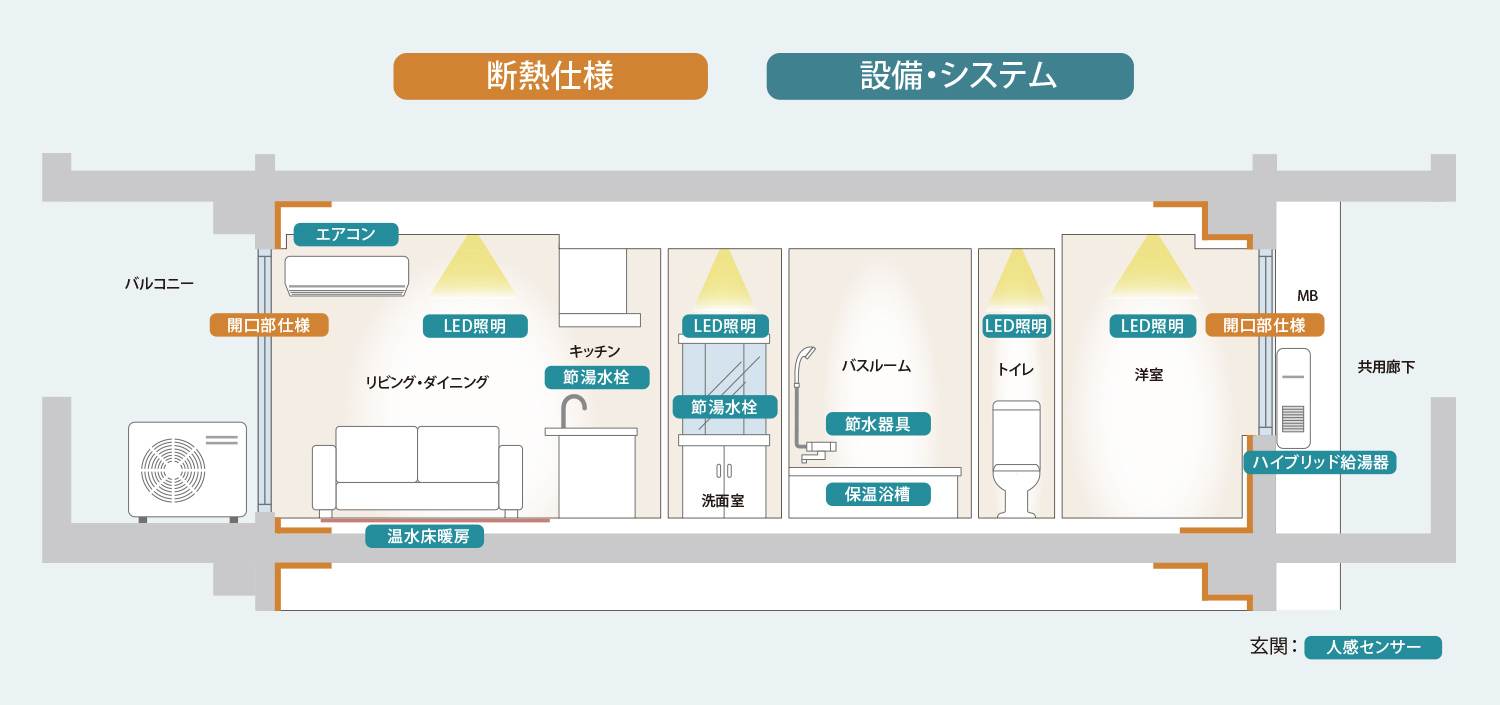 断熱仕様
設備・システム
エアコン
バルコニー
開口部仕様
LED照明
キッチン
節湯水栓
リビング・ダイニング
温水床暖房
LED照明
節湯水栓
洗面室
バスルーム
節水器具
保温浴槽
LED照明
トイレ
LED照明
洋室
開口部仕様
MB
共用廊下
ハイブリッド給湯器
玄関： 人感センサー